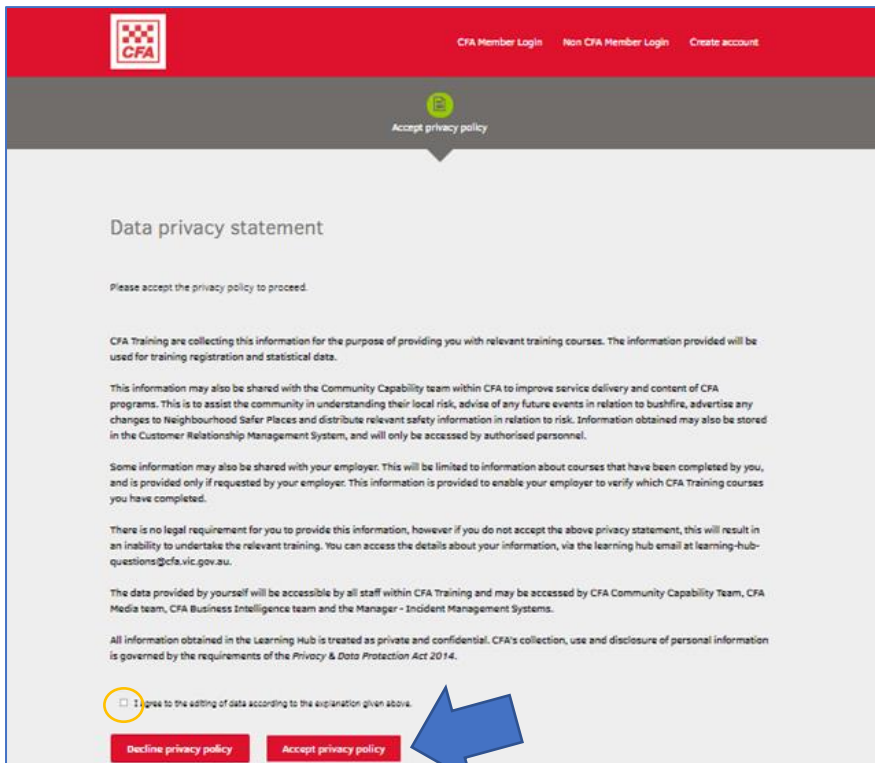 CFA
CFA Member Login Non CFA Member Login Create account
Accept privacy policy
Data privacy statement
Please accept the privacy policy to proceed.
CFA Training are collecting this information for the purpose of providing you with relevant training courses. The information provided will be
used for training registration and statistical data.
This information may also be shared with the Community Capability team within CFA to improve service delivery and content of CFA
programs. This is to assist the community in understanding their local risk, advise of any future events in relation to bushfire, advertise any
changes to Neighbourhood Safer Places and distribute relevant safety information in relation to risk. Information obtained may also be stored
in the Customer Relationship Management System, and will only be accessed by authorised personnel.
Some information may also be shared with your employer. This will be limited to information about courses that have been completed by you,
and is provided only if requested by your employer. This information is provided to enable your employer to verify which CFA Training courses
you have completed.
There is no legal requirement for you to provide this information, however if you do not accept the above privacy statement, this will result in
an inability to undertake the relevant training. You can access the details about your information, via the learning hub email at learning-hub-
questions@cfa.vic.gov.au.
The data provided by yourself will be accessible by all staff within CFA Training and may be accessed by CFA Community Capability Team, CFA
Media team, CFA Business Intelligence team and the Manager - Incident Management Systems.
All information obtained in the Learning Hub is treated as private and confidential. CFA's collection, use and disclosure of personal information
is governed by the requirements of the Privacy & Data Protection Act 2014.
I agree to the editing of data according to the explanation given above.
Decline privacy policy Accept privacy policy